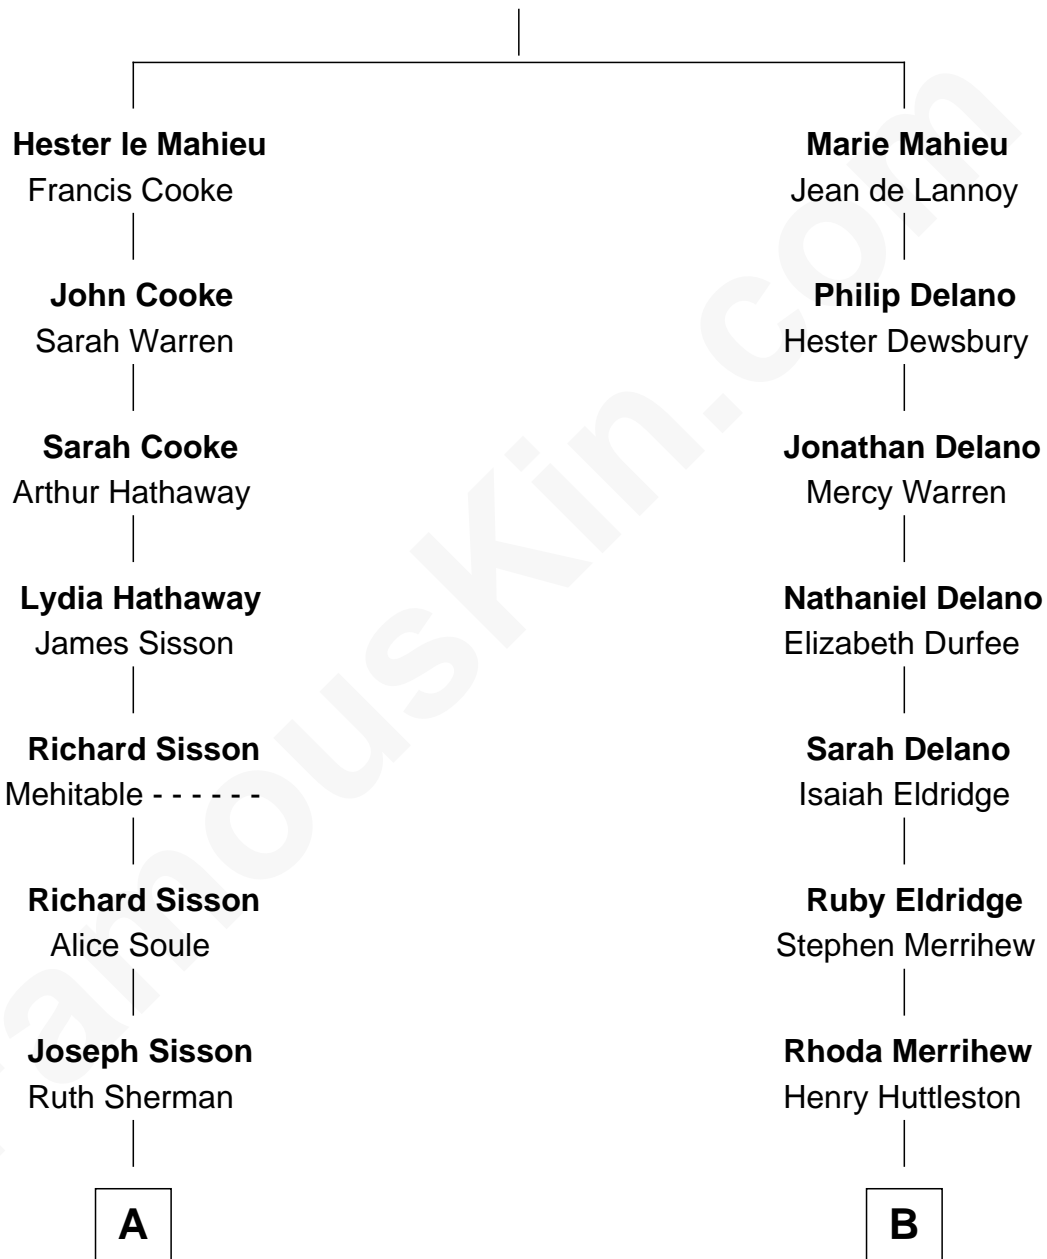 Hester le Mahieu
Francis Cooke
Marie Mahieu
Jean de Lannoy
John Cooke
Sarah Warren
Philip Delano
Hester Dewsbury
Sarah Cooke
Arthur Hathaway
Jonathan Delano
Mercy Warren
Lydia Hathaway
James Sisson
Nathaniel Delano
Elizabeth Durfee
Richard Sisson
Mehitable - - - - - -
Sarah Delano
Isaiah Eldridge
Richard Sisson
Alice Soule
Ruby Eldridge
Stephen Merrihew
Joseph Sisson
Ruth Sherman
Rhoda Merrihew
Henry Huttleston
A
B
FamousKin.com